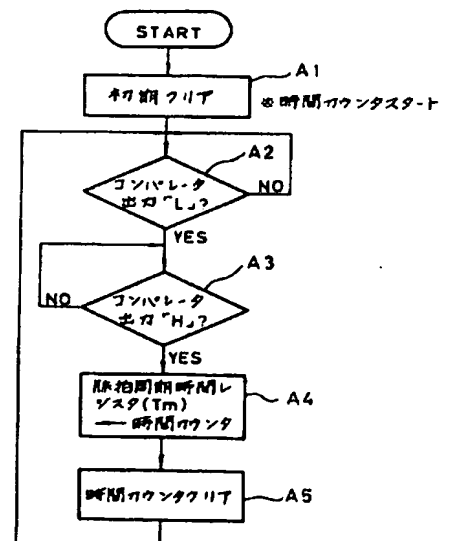 START
A1
初期クリア
※時間カウンタスタート
A2
コンパレータ
出力「L」?
NO
YES
A3
コンパレータ
出力「H」?
NO
YES
脈拍周期時間レ
ジスタ(Tm)
← 時間カウンタ
A4
時間カウンタクリア
A5